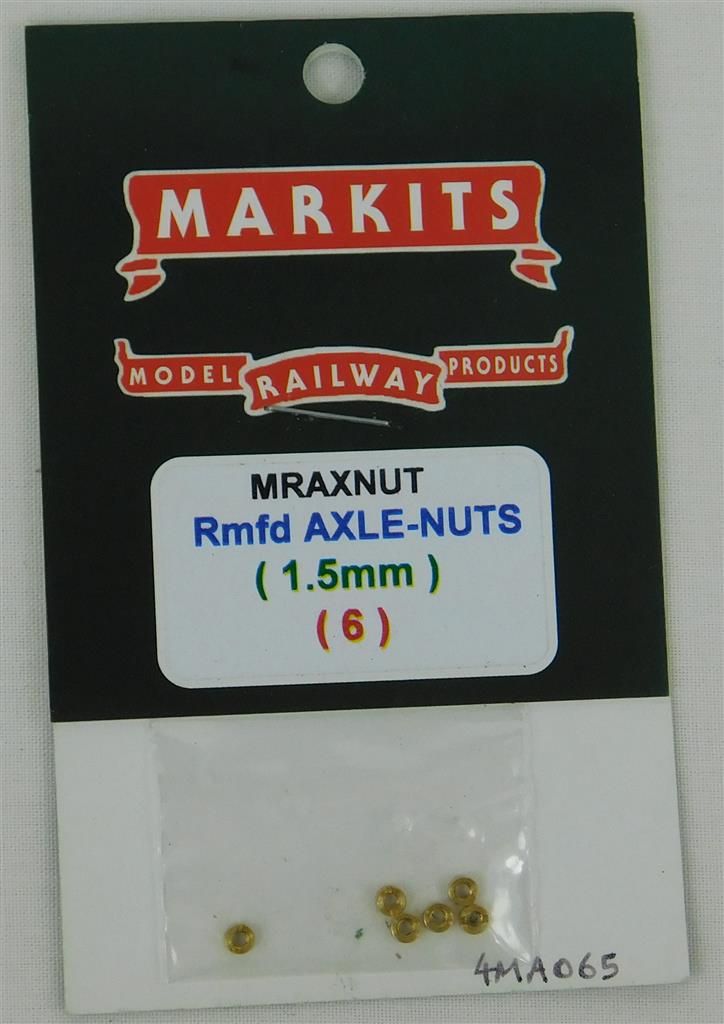 MARKITS
MODEL RAILWAY PRODUCTS
MRAXNUT
Rmfd AXLE-NUTS
( 1.5mm )
( 6 )
4MA065